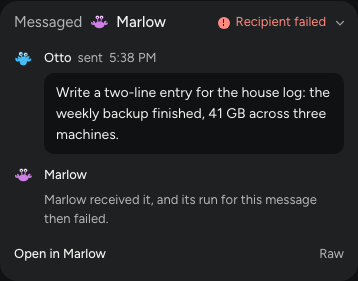 Messaged Marlow Recipient failed
Otto sent 5:38 PM
Write a two-line entry for the house log: the
weekly backup finished, 41 GB across three
machines.
Marlow
Marlow received it, and its run for this message
then failed.
Open in Marlow Raw